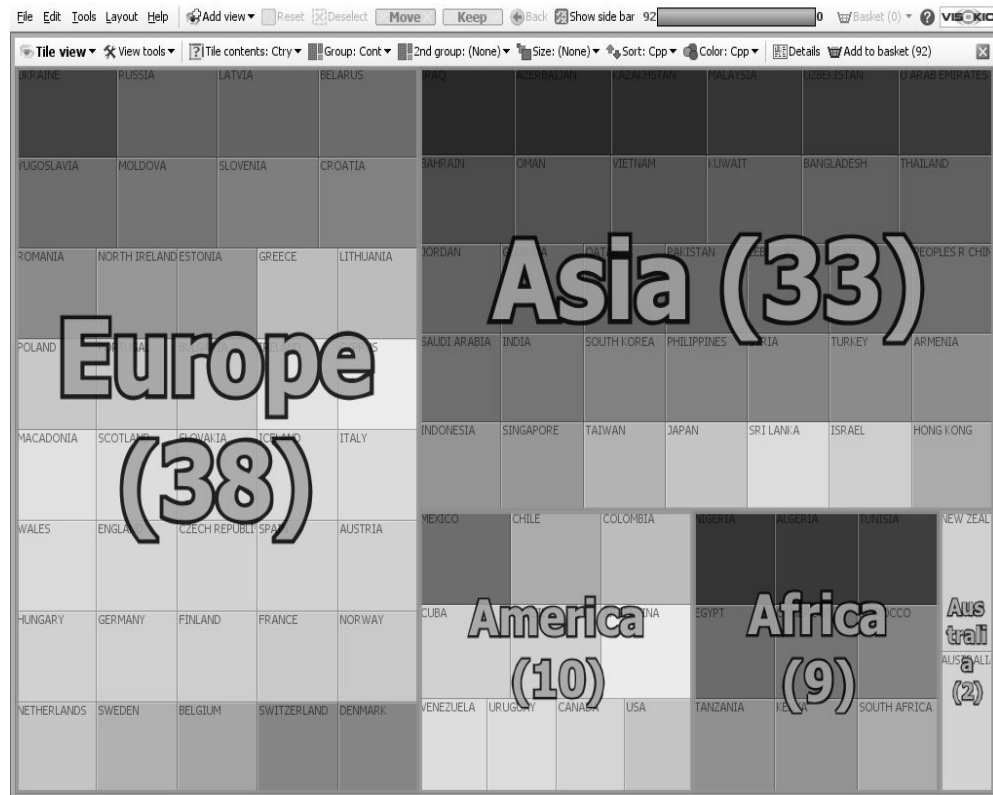 File Edit Tools Layout Help Add view Reset Deselect Move Keep Back Show side bar 92 0 Basket (0) ? VISOKIO
Tile view View tools ? Tile contents: Ctry Group: Cont 2nd group: (None) Size: (None) Sort: Cpp Color: Cpp Details Add to basket (92)
UKRAINE RUSSIA LATVIA BELARUS
YUGOSLAVIA MOLDOVA SLOVENIA CROATIA
ROMANIA NORTH IRELAND ESTONIA GREECE LITHUANIA
POLAND
Europe
MACADONIA SCOTLAND SLOVAKIA ICELAND ITALY
(38)
WALES CZECH REPUBLI AUSTRIA
HUNGARY GERMANY FINLAND FRANCE NORWAY
NETHERLANDS SWEDEN BELGIUM SWITZERLAND DENMARK
IRAQ AZERBAIJAN KAZAKHSTAN MALAYSIA UZBEKISTAN U ARAB EMIRATES
BAHRAIN OMAN VIETNAM KUWAIT BANGLADESH THAILAND
JORDAN PAKISTAN PEOPLES R CHIN
Asia (33)
SAUDI ARABIA INDIA SOUTH KOREA PHILIPPINES TURKEY ARMENIA
INDONESIA SINGAPORE TAIWAN JAPAN SRI LANKA ISRAEL HONG KONG
MEXICO CHILE COLOMBIA
CUBA
America
(10)
VENEZUELA URUGUAY CANADA USA
NIGERIA ALGERIA TUNISIA
EGYPT
Africa
(9)
TANZANIA SOUTH AFRICA
NEW ZEAL
Aus
trali
AUSTRALI
a
(2)